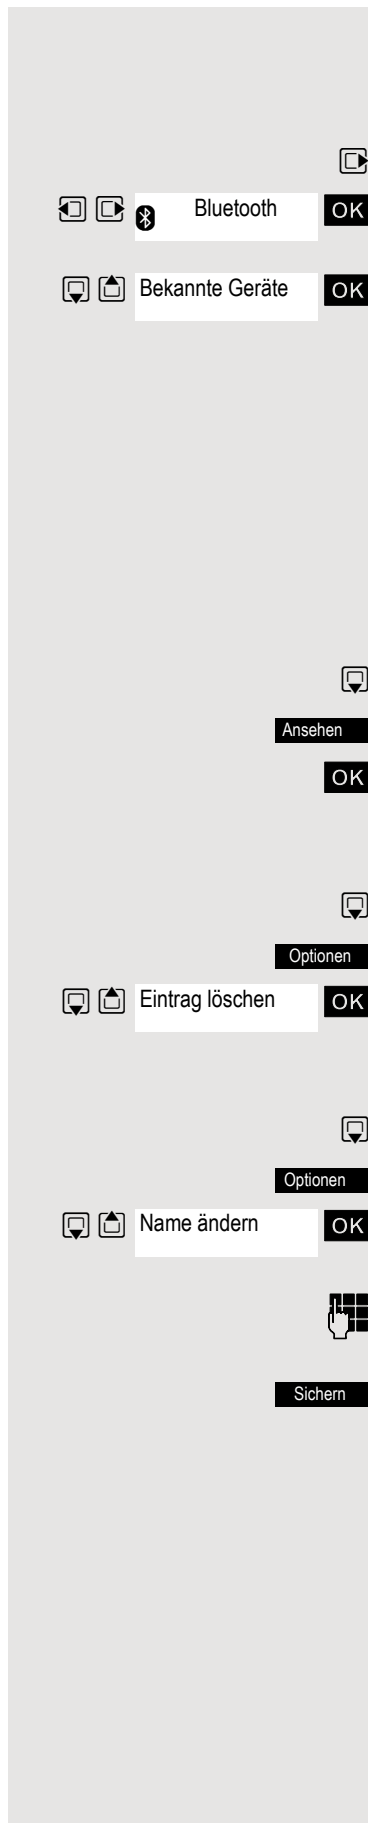 Bluetooth OK
Bekannte Geräte OK
Ansehen
OK
Optionen
Eintrag löschen OK
Optionen
Name ändern OK
Sichern